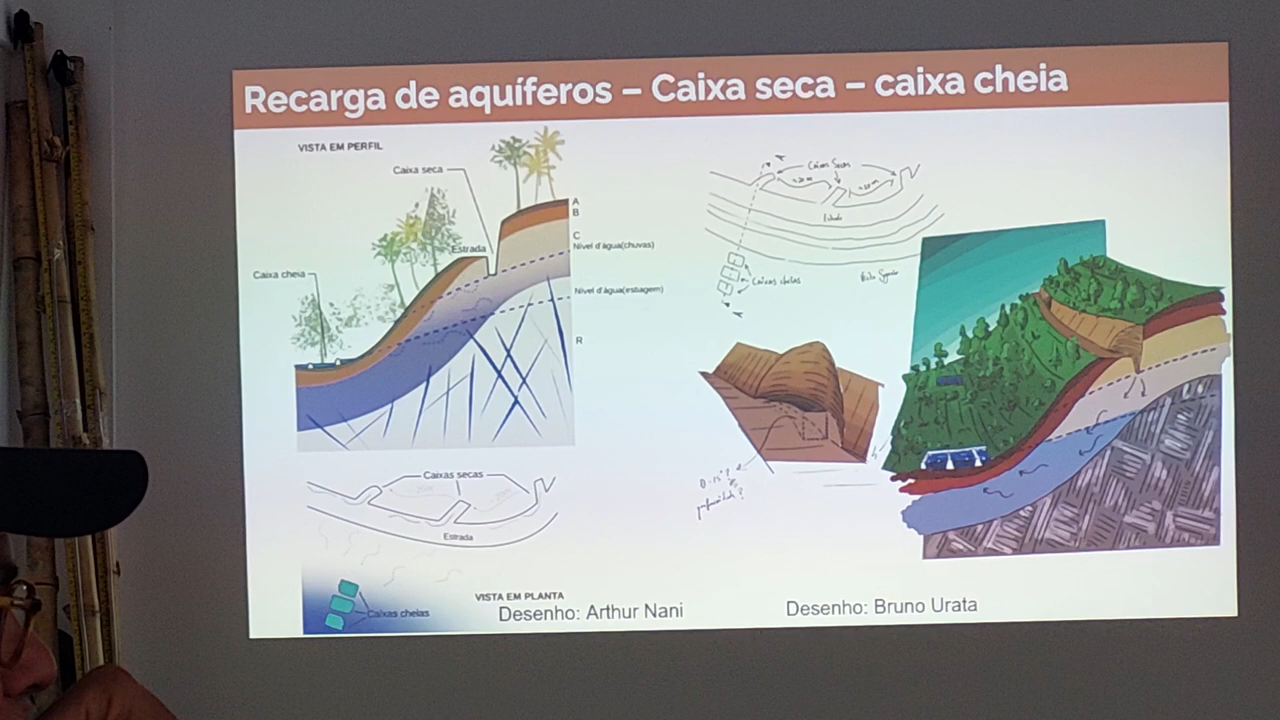 Recarga de aquíferos – Caixa seca – caixa cheia
VISTA EM PERFIL
Caixa seca
A
B
C
Estrada
Nível d'água(chuvas)
Caixa cheia
Nível d'água(estiagem)
R
Caixas secas
Estrada
Caixas cheias
VISTA EM PLANTA
Desenho: Arthur Nani
Caixas Secas
Caixas cheias
Desenho: Bruno Urata